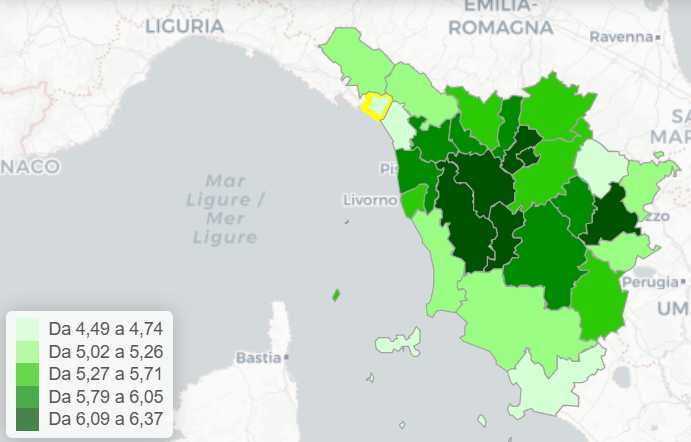 EMILIA-
ROMAGNA
LIGURIA
Ravenna
SA
MAR
NACO
Pis
Mar
Ligure /
Mer
Ligure
Livorno
zzo
Perugia
UM
Bastia
Da 4,49 a 4,74
Da 5,02 a 5,26
Da 5,27 a 5,71
Da 5,79 a 6,05
Da 6,09 a 6,37